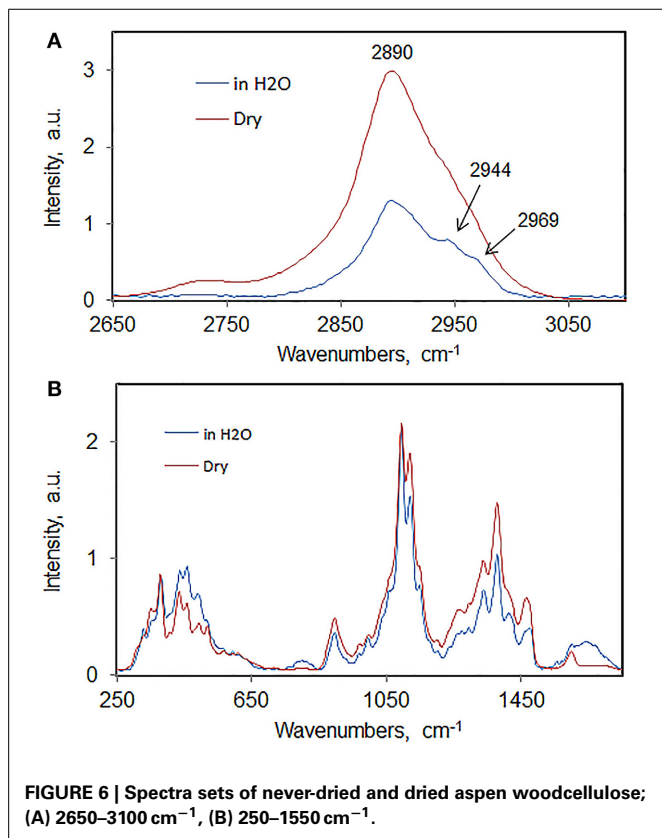 A
2890
in H2O
Dry
2944
2969
Intensity, a.u.
3
2
1
0
2650
2750
2850
2950
3050
Wavenumbers, cm-1
B
in H2O
Dry
Intensity, a.u.
2
1
0
250
650
1050
1450
Wavenumbers, cm-1
FIGURE 6 | Spectra sets of never-dried and dried aspen woodcellulose;
(A) 2650–3100 cm−1, (B) 250–1550 cm−1.